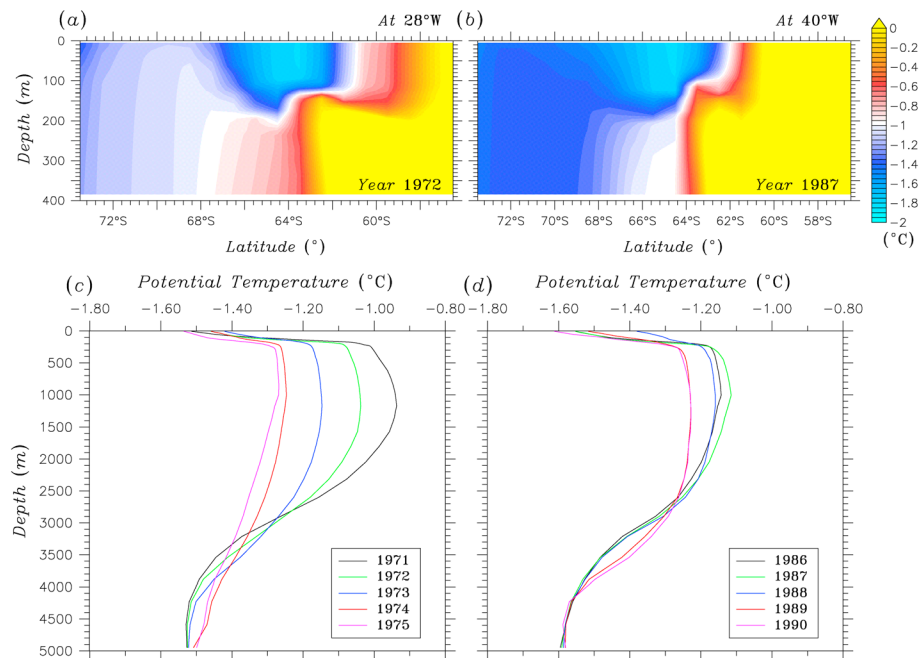 (a) At 28°W (b) At 40°W
0
100
200
300
400
Depth (m)
Year 1972
Year 1987
72°S 68°S 64°S 60°S
72°S 70°S 68°S 66°S 64°S 62°S 60°S 58°S
Latitude (°)
Latitude (°)
0
−0.2
−0.4
−0.6
−0.8
−1
−1.2
−1.4
−1.6
−1.8
−2
(°C)
(c) Potential Temperature (°C)
−1.80 −1.60 −1.40 −1.20 −1.00 −0.80
0
500
1000
1500
2000
2500
3000
3500
4000
4500
5000
Depth (m)
1971
1972
1973
1974
1975
(d) Potential Temperature (°C)
−1.80 −1.60 −1.40 −1.20 −1.00 −0.80
1986
1987
1988
1989
1990